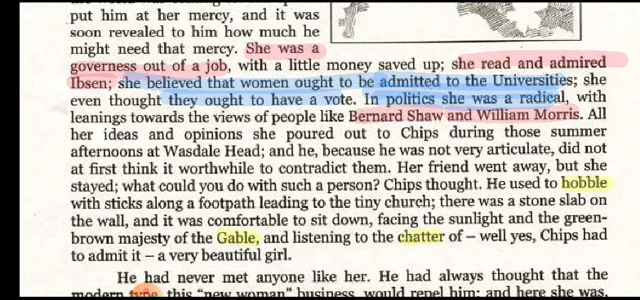 put him at her mercy, and it was
soon revealed to him how much he
might need that mercy. She was a
governess out of a job, with a little money saved up; she read and admired
Ibsen; she believed that women ought to be admitted to the Universities; she
even thought they ought to have a vote. In politics she was a radical, with
leanings towards the views of people like Bernard Shaw and William Morris. All
her ideas and opinions she poured out to Chips during those summer
afternoons at Wasdale Head; and he, because he was not very articulate, did not
at first think it worthwhile to contradict them. Her friend went away, but she
stayed; what could you do with such a person? Chips thought. He used to hobble
with sticks along a footpath leading to the tiny church; there was a stone slab on
the wall, and it was comfortable to sit down, facing the sunlight and the green-
brown majesty of the Gable, and listening to the chatter of – well yes, Chips had
to admit it – a very beautiful girl.
He had never met anyone like her. He had always thought that the
modern type, this “new woman” business, would repel him; and here she was,